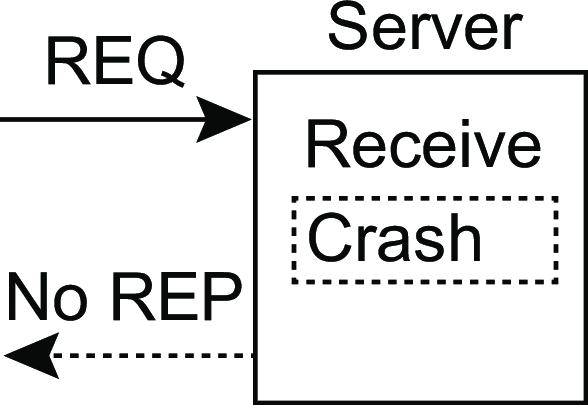 Server
REQ
Receive
Crash
No REP